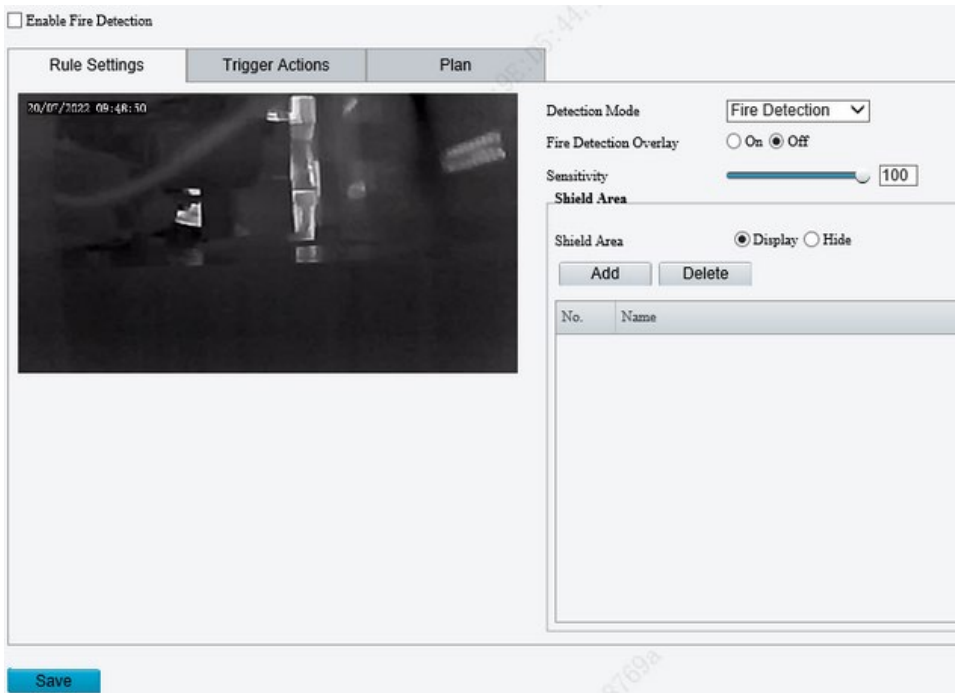 Enable Fire Detection
Rule Settings Trigger Actions Plan
20/07/2022 09:48:50
Detection Mode Fire Detection
Fire Detection Overlay On Off
Sensitivity 100
Shield Area
Shield Area Display Hide
Add Delete
No. Name
Save